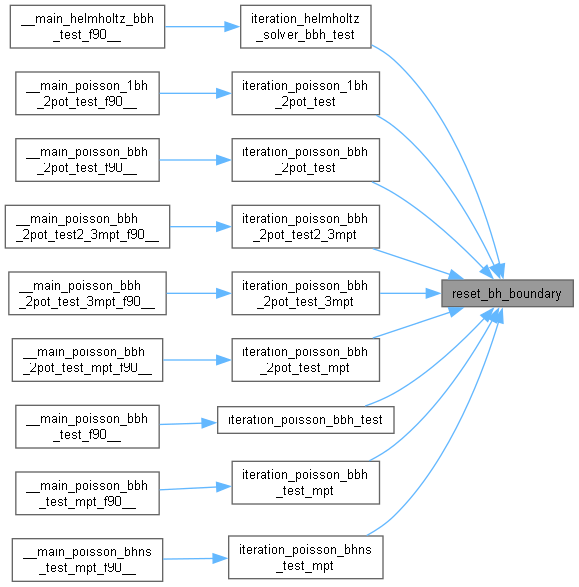 __main_helmholtz_bbh
_test_f90__
iteration_helmholtz
_solver_bbh_test
__main_poisson_1bh
_2pot_test_f90__
iteration_poisson_1bh
_2pot_test
__main_poisson_bbh
_2pot_test_f90__
iteration_poisson_bbh
_2pot_test
__main_poisson_bbh
_2pot_test2_3mpt_f90__
iteration_poisson_bbh
_2pot_test2_3mpt
__main_poisson_bbh
_2pot_test_3mpt_f90__
iteration_poisson_bbh
_2pot_test_3mpt
reset_bh_boundary
__main_poisson_bbh
_2pot_test_mpt_f90__
iteration_poisson_bbh
_2pot_test_mpt
__main_poisson_bbh
_test_f90__
iteration_poisson_bbh_test
__main_poisson_bbh
_test_mpt_f90__
iteration_poisson_bbh
_test_mpt
__main_poisson_bhns
_test_mpt_f90__
iteration_poisson_bhns
_test_mpt